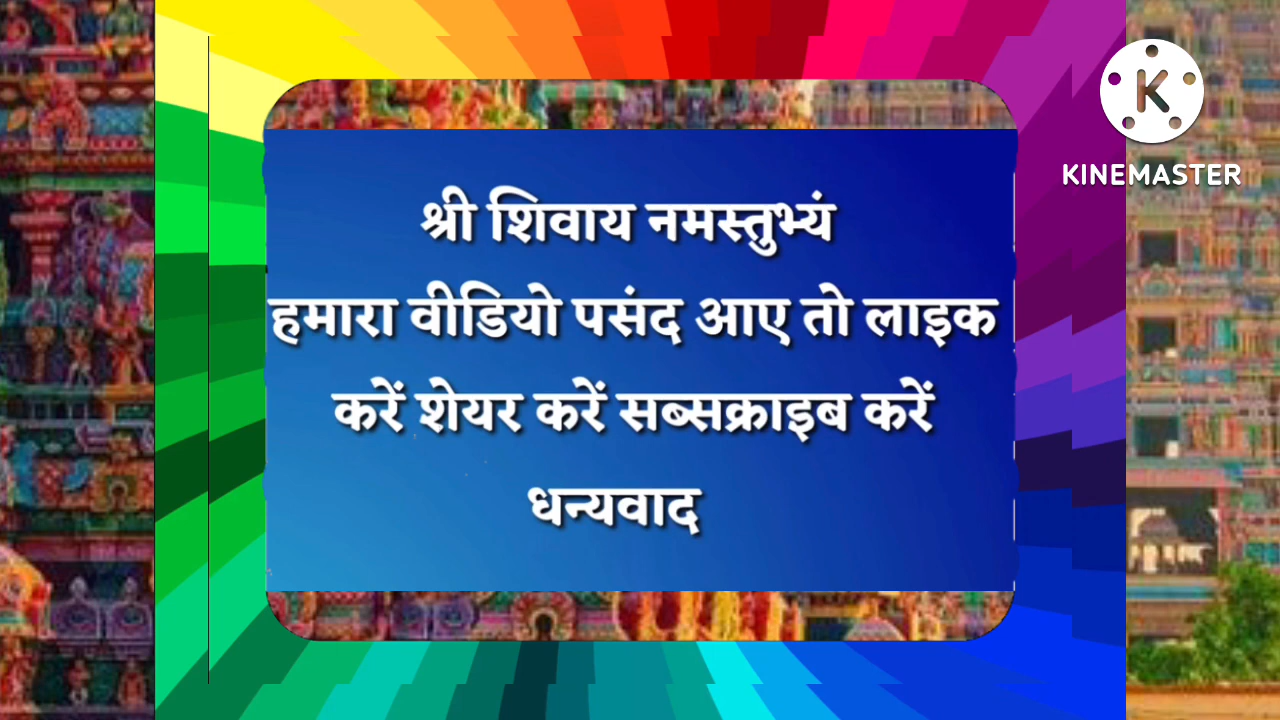 श्री शिवाय नमस्तुभ्यं
हमारा वीडियो पसंद आए तो लाइक
करें शेयर करें सब्सक्राइब करें
धन्यवाद
K
KINEMASTER